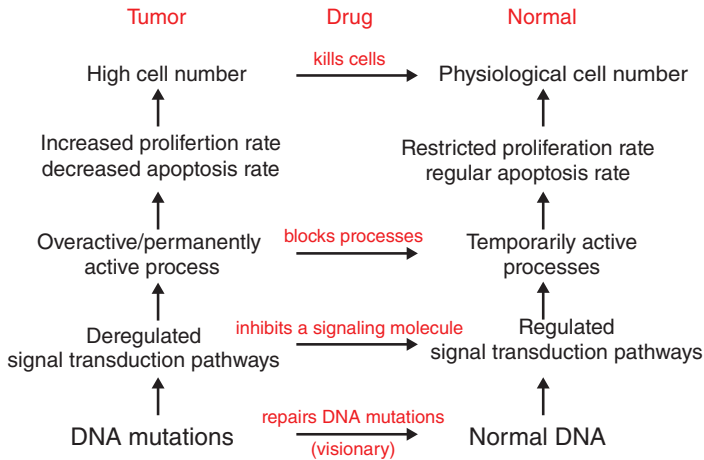 Tumor Drug Normal
High cell number kills cells Physiological cell number
Increased prolifertion rate
decreased apoptosis rate
Restricted proliferation rate
regular apoptosis rate
Overactive/permanently
active process
blocks processes
Temporarily active
processes
Deregulated
signal transduction pathways
inhibits a signaling molecule
Regulated
signal transduction pathways
DNA mutations
repairs DNA mutations
(visionary)
Normal DNA